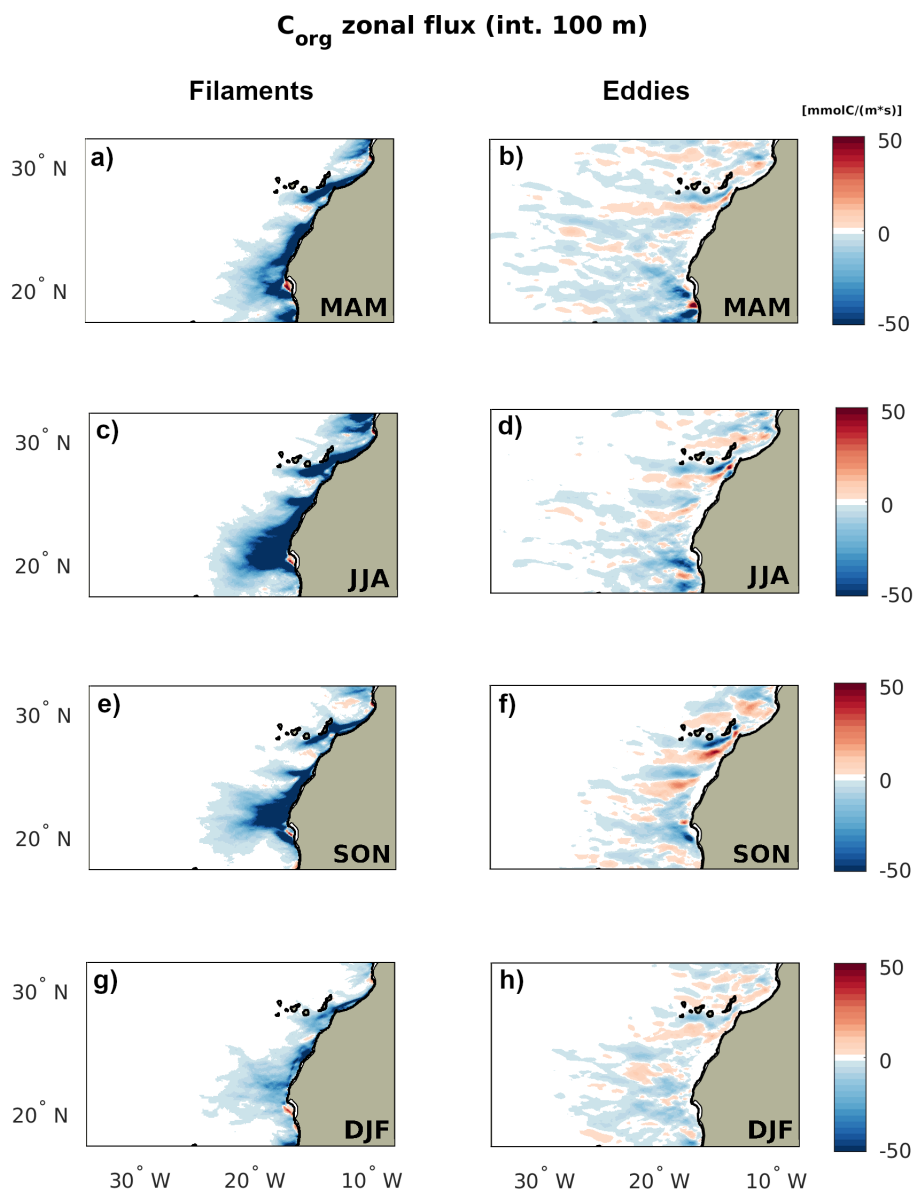 C_org zonal flux (int. 100 m)
Filaments
Eddies
[mmolC/(m*s)]
a)
30° N
20° N
MAM
b)
MAM
50
0
-50
c)
30° N
20° N
JJA
d)
JJA
50
0
-50
e)
30° N
20° N
SON
f)
SON
50
0
-50
g)
30° N
20° N
DJF
h)
DJF
50
0
-50
30° W 20° W 10° W
30° W 20° W 10° W